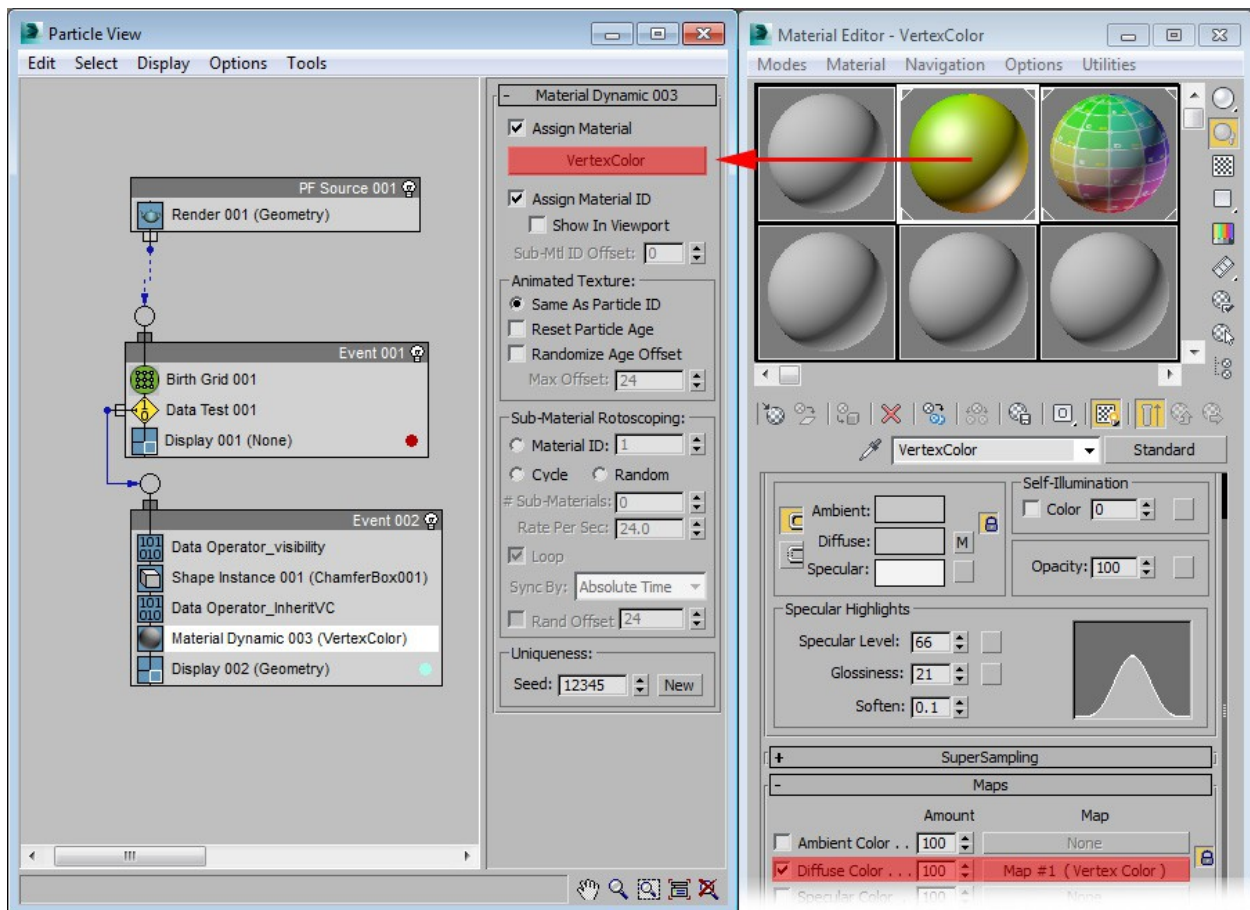 Particle View
Edit Select Display Options Tools
PF Source 001
Render 001 (Geometry)
Event 001
Birth Grid 001
Data Test 001
Display 001 (None)
Event 002
Data Operator_visibility
Shape Instance 001 (ChamferBox001)
Data Operator_InheritVC
Material Dynamic 003 (VertexColor)
Display 002 (Geometry)
- Material Dynamic 003
Assign Material
VertexColor
Assign Material ID
Show In Viewport
Sub-Mtl ID Offset: 0
Animated Texture:
Same As Particle ID
Reset Particle Age
Randomize Age Offset
Max Offset: 24
Sub-Material Rotoscoping:
Material ID: 1
Cycle Random
# Sub-Materials: 0
Rate Per Sec: 24.0
Loop
Sync By: Absolute Time
Rand Offset 24
Uniqueness:
Seed: 12345 New
Material Editor - VertexColor
Modes Material Navigation Options Utilities
VertexColor Standard
Self-Illumination
Ambient: Color 0
Diffuse: M
Specular: Opacity: 100
Specular Highlights
Specular Level: 66
Glossiness: 21
Soften: 0.1
+ SuperSampling
- Maps
Amount Map
Ambient Color . . 100 None
Diffuse Color . . . 100 Map #1 ( Vertex Color )
Specular Color . . 100 None